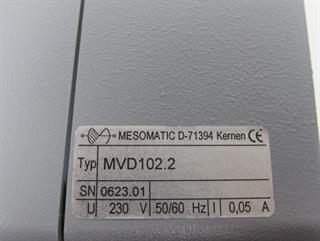 MESOMATIC D-71394 Kernen CE
Typ MVD102.2
SN 0623.01
U 230 V 50/60 Hz I 0,05 A